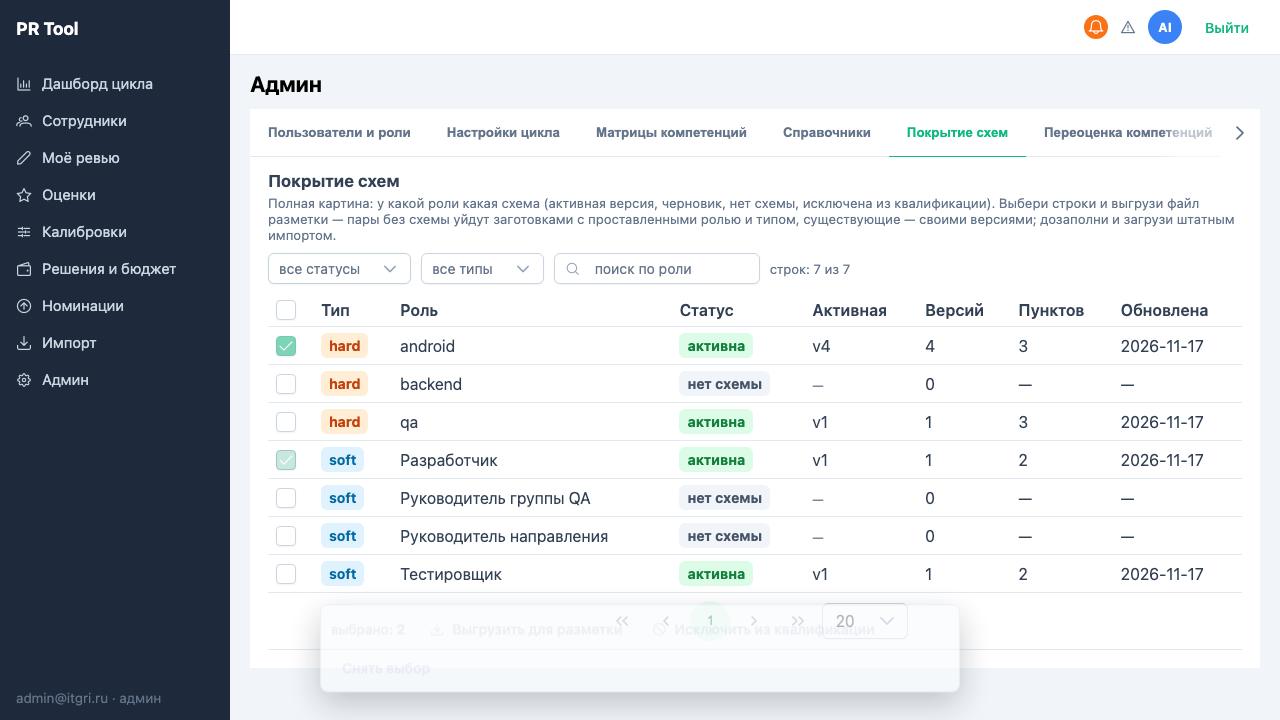 PR Tool
AI
Выйти
Дашборд цикла
Сотрудники
Моё ревью
Оценки
Калибровки
Решения и бюджет
Номинации
Импорт
Админ
admin@itgri.ru · админ
Админ
Пользователи и роли Настройки цикла Матрицы компетенций Справочники Покрытие схем Переоценка компетенций
Покрытие схем
Полная картина: у какой роли какая схема (активная версия, черновик, нет схемы, исключена из квалификации). Выбери строки и выгрузи файл
разметки — пары без схемы уйдут заготовками с проставленными ролью и типом, существующие — своими версиями; дозаполни и загрузи штатным
импортом.
все статусы все типы поиск по роли строк: 7 из 7
Тип Роль Статус Активная Версий Пунктов Обновлена
hard android активна v4 4 3 2026-11-17
hard backend нет схемы — 0 — —
hard qa активна v1 1 3 2026-11-17
soft Разработчик активна v1 1 2 2026-11-17
soft Руководитель группы QA нет схемы — 0 — —
soft Руководитель направления нет схемы — 0 — —
soft Тестировщик активна v1 1 2 2026-11-17
1 20
выбрано: 2 Выгрузить для разметки Исключить из квалификации
Снять выбор